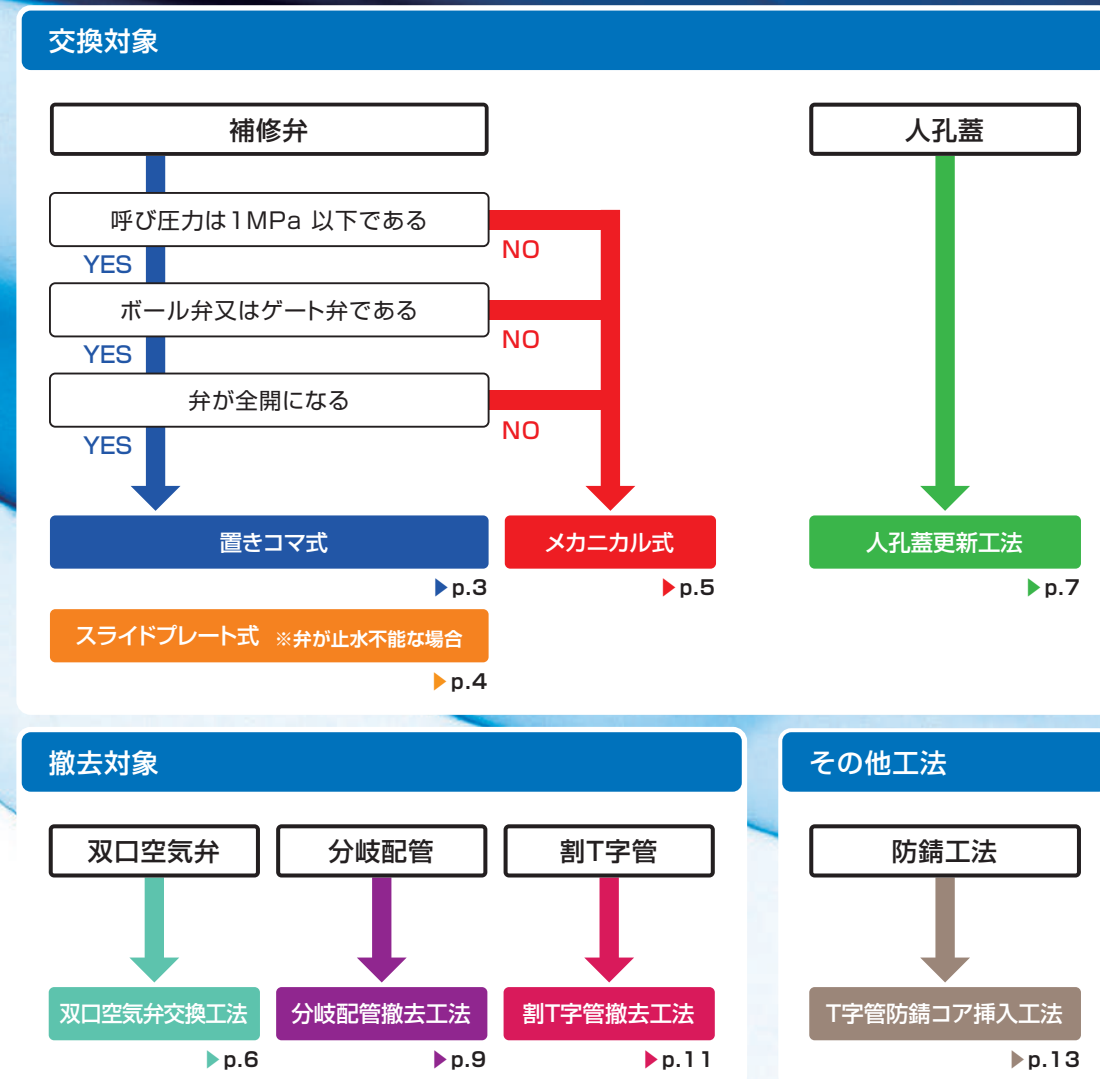 交換対象
補修弁
呼び圧力は1MPa 以下である
YES
NO
ボール弁又はゲート弁である
YES
NO
弁が全開になる
YES
NO
置きコマ式
▶p.3
スライドプレート式 ※弁が止水不能な場合
▶p.4
メカニカル式
▶p.5
人孔蓋
人孔蓋更新工法
▶p.7
撤去対象
双口空気弁
双口空気弁交換工法
▶p.6
分岐配管
分岐配管撤去工法
▶p.9
割T字管
割T字管撤去工法
▶p.11
その他工法
防錆工法
T字管防錆コア挿入工法
▶p.13